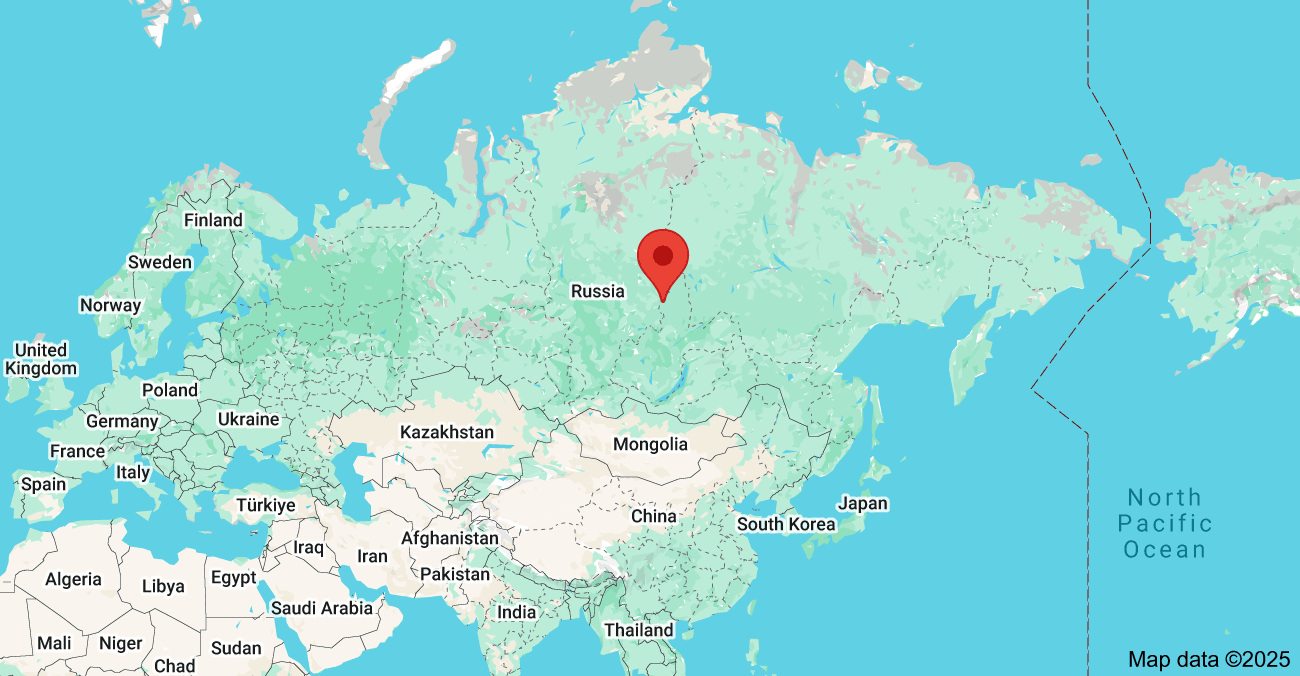 Finland
Sweden
Norway
Russia
United
Kingdom
Poland
Germany
Ukraine
France
Kazakhstan
Mongolia
Italy
Spain
Türkiye
China
Japan
South Korea
North
Pacific
Ocean
Iraq
Iran
Afghanistan
Pakistan
Algeria
Libya
Egypt
Saudi Arabia
India
Thailand
Mali
Niger
Chad
Sudan
Map data ©2025